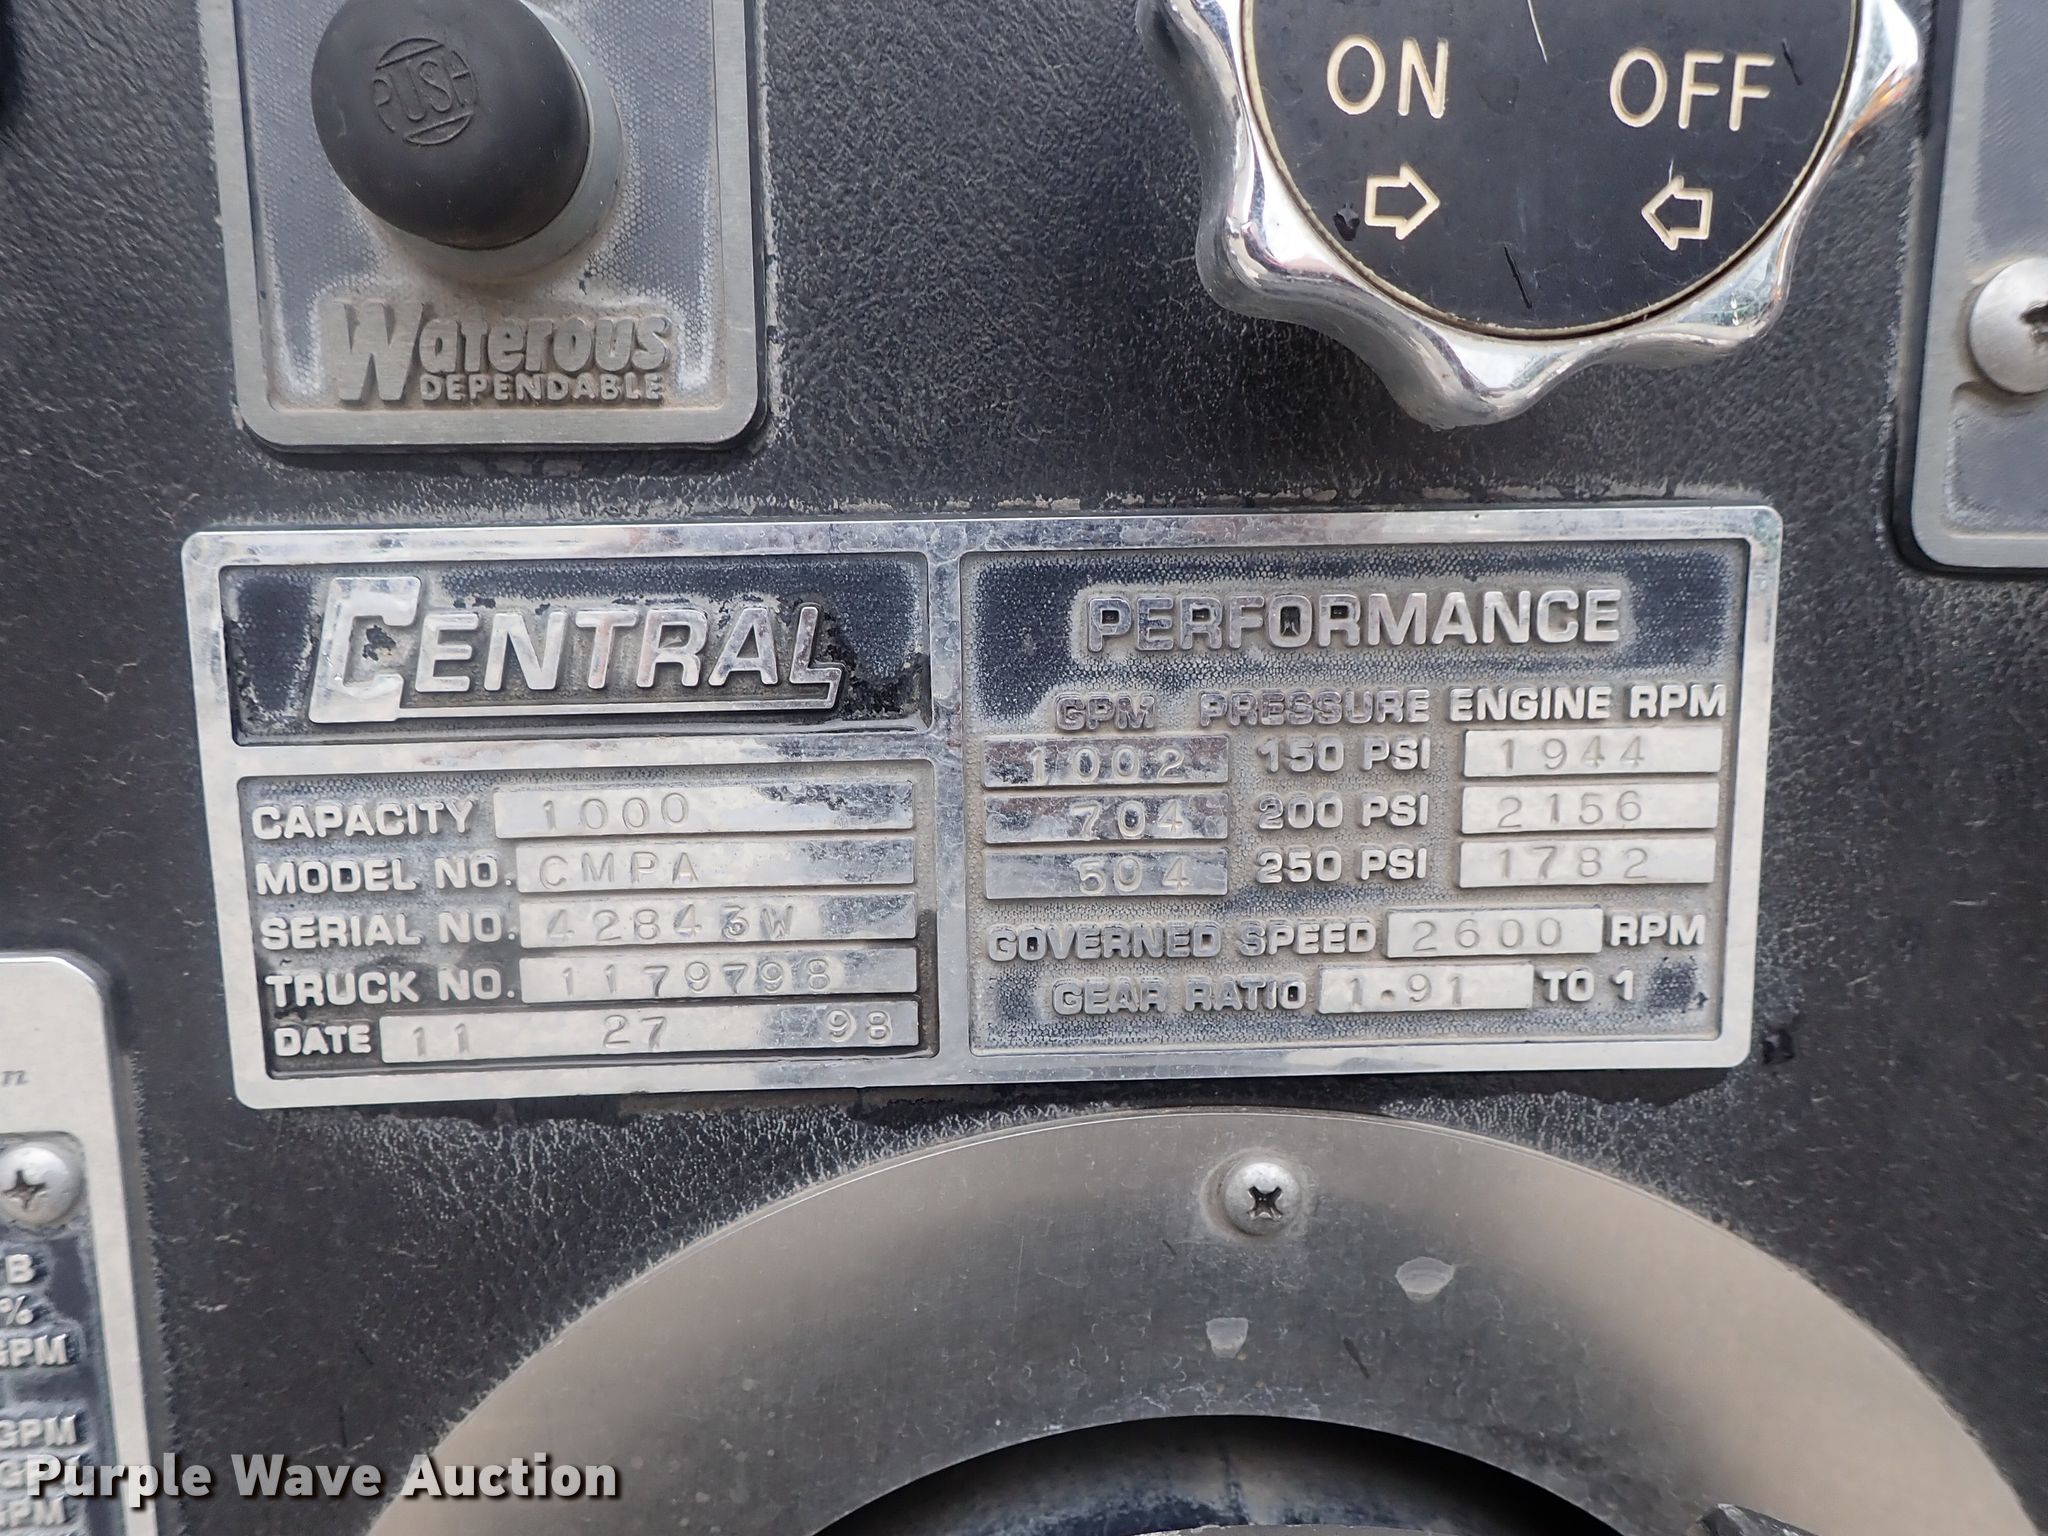 PUSH
Waterous
DEPENDABLE
ON OFF
CENTRAL
CAPACITY 1000
MODEL NO. CMPA
SERIAL NO. 42843W
TRUCK NO. 1179798
DATE 11 27 98
PERFORMANCE
GPM PRESSURE ENGINE RPM
1002 150 PSI 1944
704 200 PSI 2156
504 250 PSI 1782
GOVERNED SPEED 2600 RPM
GEAR RATIO 1.91 TO 1
n
B
%
GPM
GPM
GPM
GPM
Purple Wave Auction